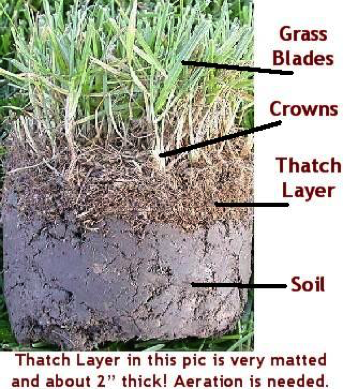 Grass
Blades
Crowns
Thatch
Layer
Soil
Thatch Layer in this pic is very matted
and about 2" thick! Aeration is needed.